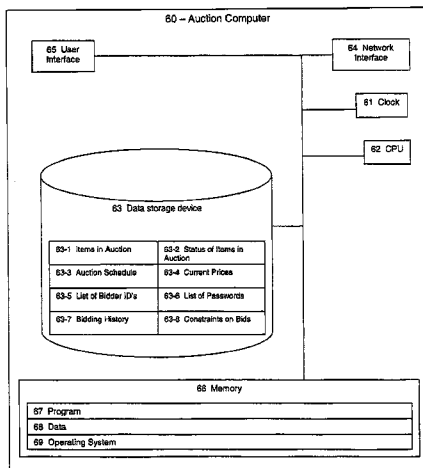 60 – Auction Computer
65 User
Interface
64 Network
Interface
61 Clock
62 CPU
63 Data storage device
63-1 Items in Auction
63-2 Status of Items in
Auction
63-3 Auction Schedule
63-4 Current Prices
63-5 List of Bidder ID's
63-6 List of Passwords
63-7 Bidding History
63-8 Constraints on Bids
66 Memory
67 Program
68 Data
69 Operating System